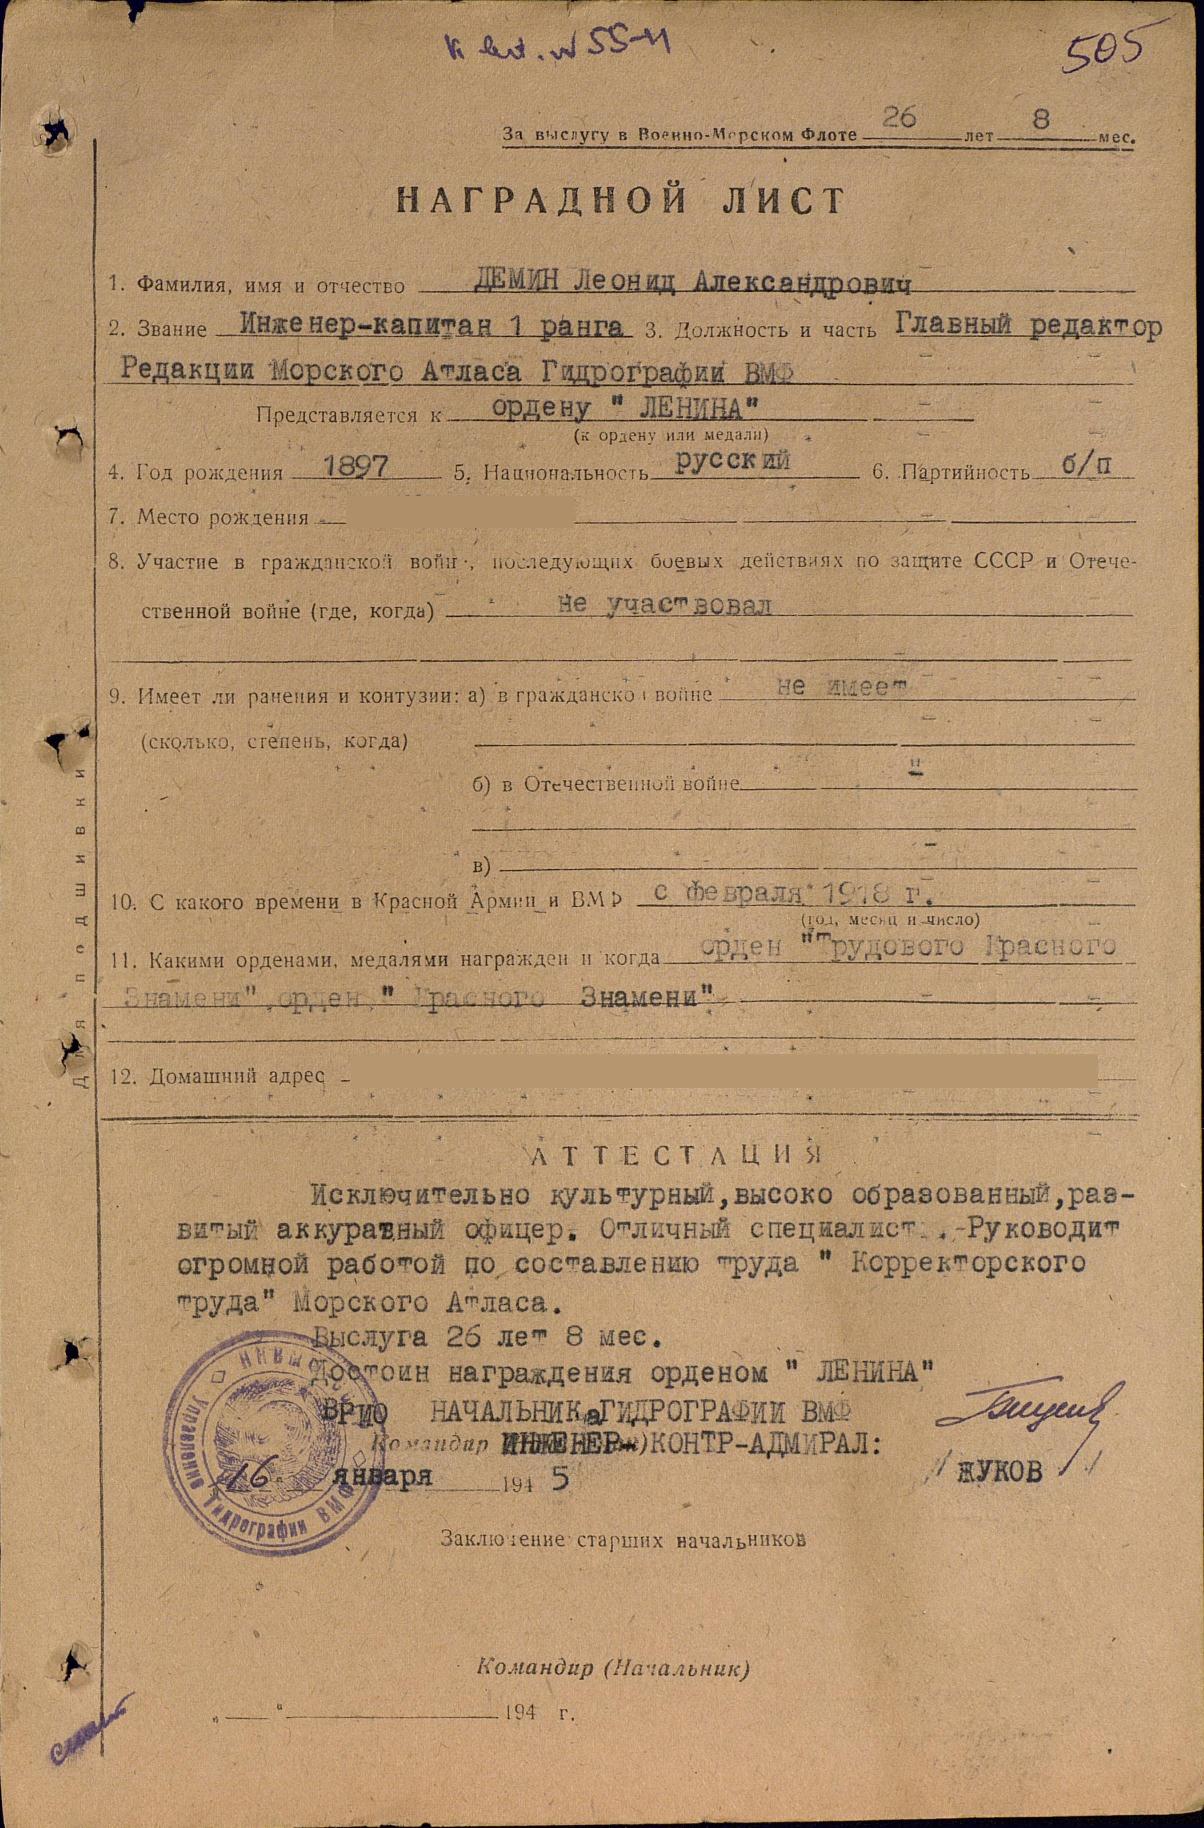 505
За выслугу в Военно-Морском Флоте 26 лет 8 мес.
НАГРАДНОЙ ЛИСТ
1. Фамилия, имя и отчество ДЕМИН Леонид Александрович
2. Звание Инженер-капитан 1 ранга 3. Должность и часть Главный редактор
Редакции Морского Атласа Гидрографии ВМФ
Представляется к ордену " ЛЕНИНА"
(к ордену или медали)
4. Год рождения 1897 5. Национальность русский 6. Партийность б/п
7. Место рождения
8. Участие в гражданской войне, последующих боевых действиях по защите СССР и Отече-
ственной войне (где, когда) не участвовал
9. Имеет ли ранения и контузии: а) в гражданской войне не имеет
(сколько, степень, когда)
б) в Отечественной войне "
в)
10. С какого времени в Красной Армии и ВМФ с февраля 1918 г.
(год, месяц и число)
11. Какими орденами, медалями награжден и когда орден "Трудового Красного
Знамени", орден " Красного Знамени"
12. Домашний адрес
Для подшивки
АТТЕСТАЦИЯ
Исключительно культурный, высоко образованный, раз-
витый аккуратный офицер. Отличный специалист. -Руководит
огромной работой по составлению труда " Корректорского
труда" Морского Атласа.
Выслуга 26 лет 8 мес.
Достоин награждения орденом " ЛЕНИНА"
ВРИО НАЧАЛЬНИКа ГИДРОГРАФИИ ВМФ
Командир ИНЖЕНЕР-) КОНТР-АДМИРАЛ:
/ ЖУКОВ /
16 января 1945
Управление Гидрографии ВМФ
Заключение старших начальников
Командир (Начальник)
„ “ 194 г.